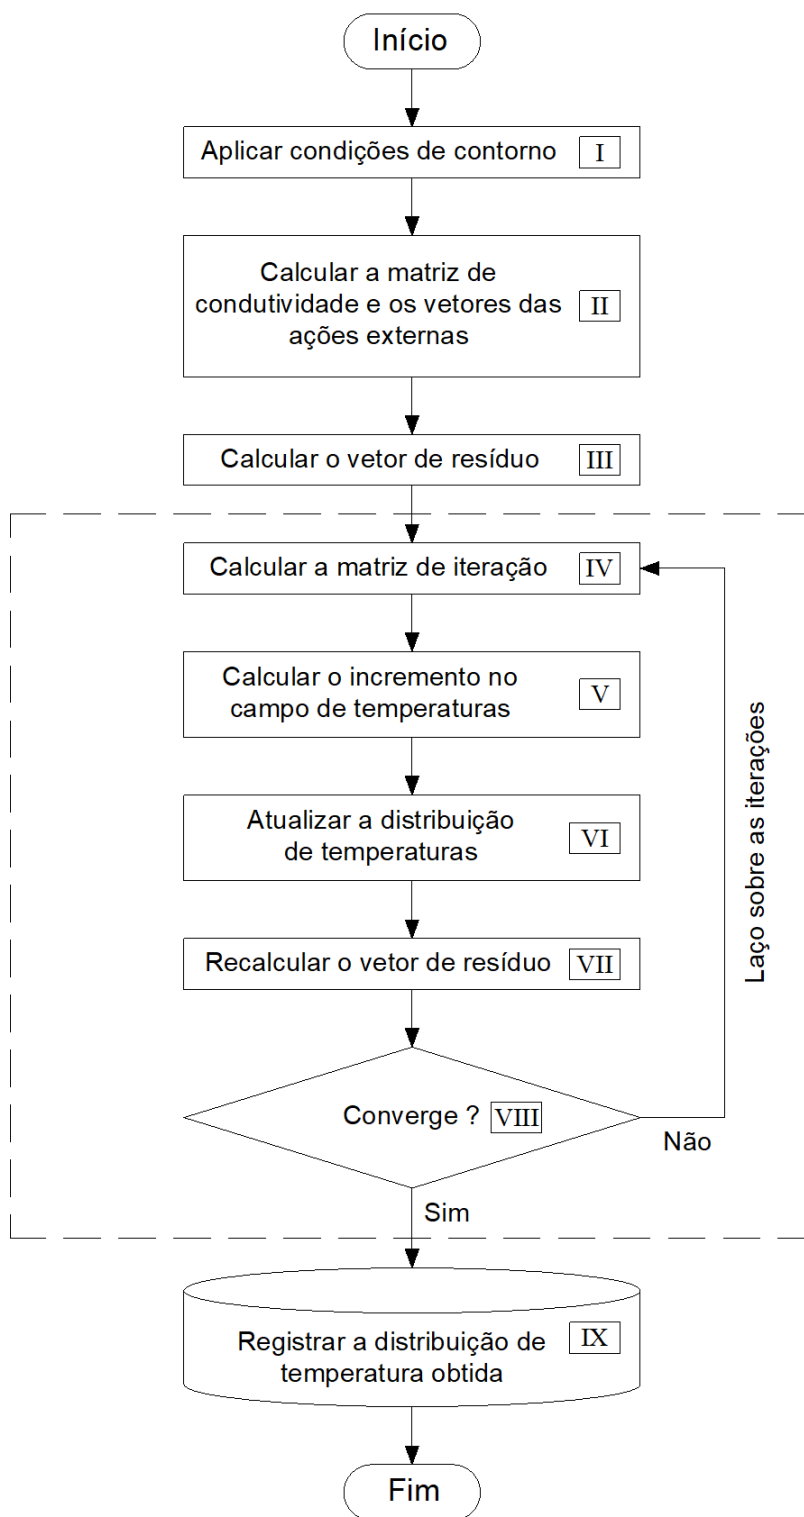 Início
Aplicar condições de contorno I
Calcular a matriz de
condutividade e os vetores das II
ações externas
Calcular o vetor de resíduo III
Calcular a matriz de iteração IV
Calcular o incremento no
campo de temperaturas V
Atualizar a distribuição
de temperaturas VI
Recalcular o vetor de resíduo VII
Converge ? VIII
Não
Sim
Laço sobre as iterações
Registrar a distribuição de IX
temperatura obtida
Fim